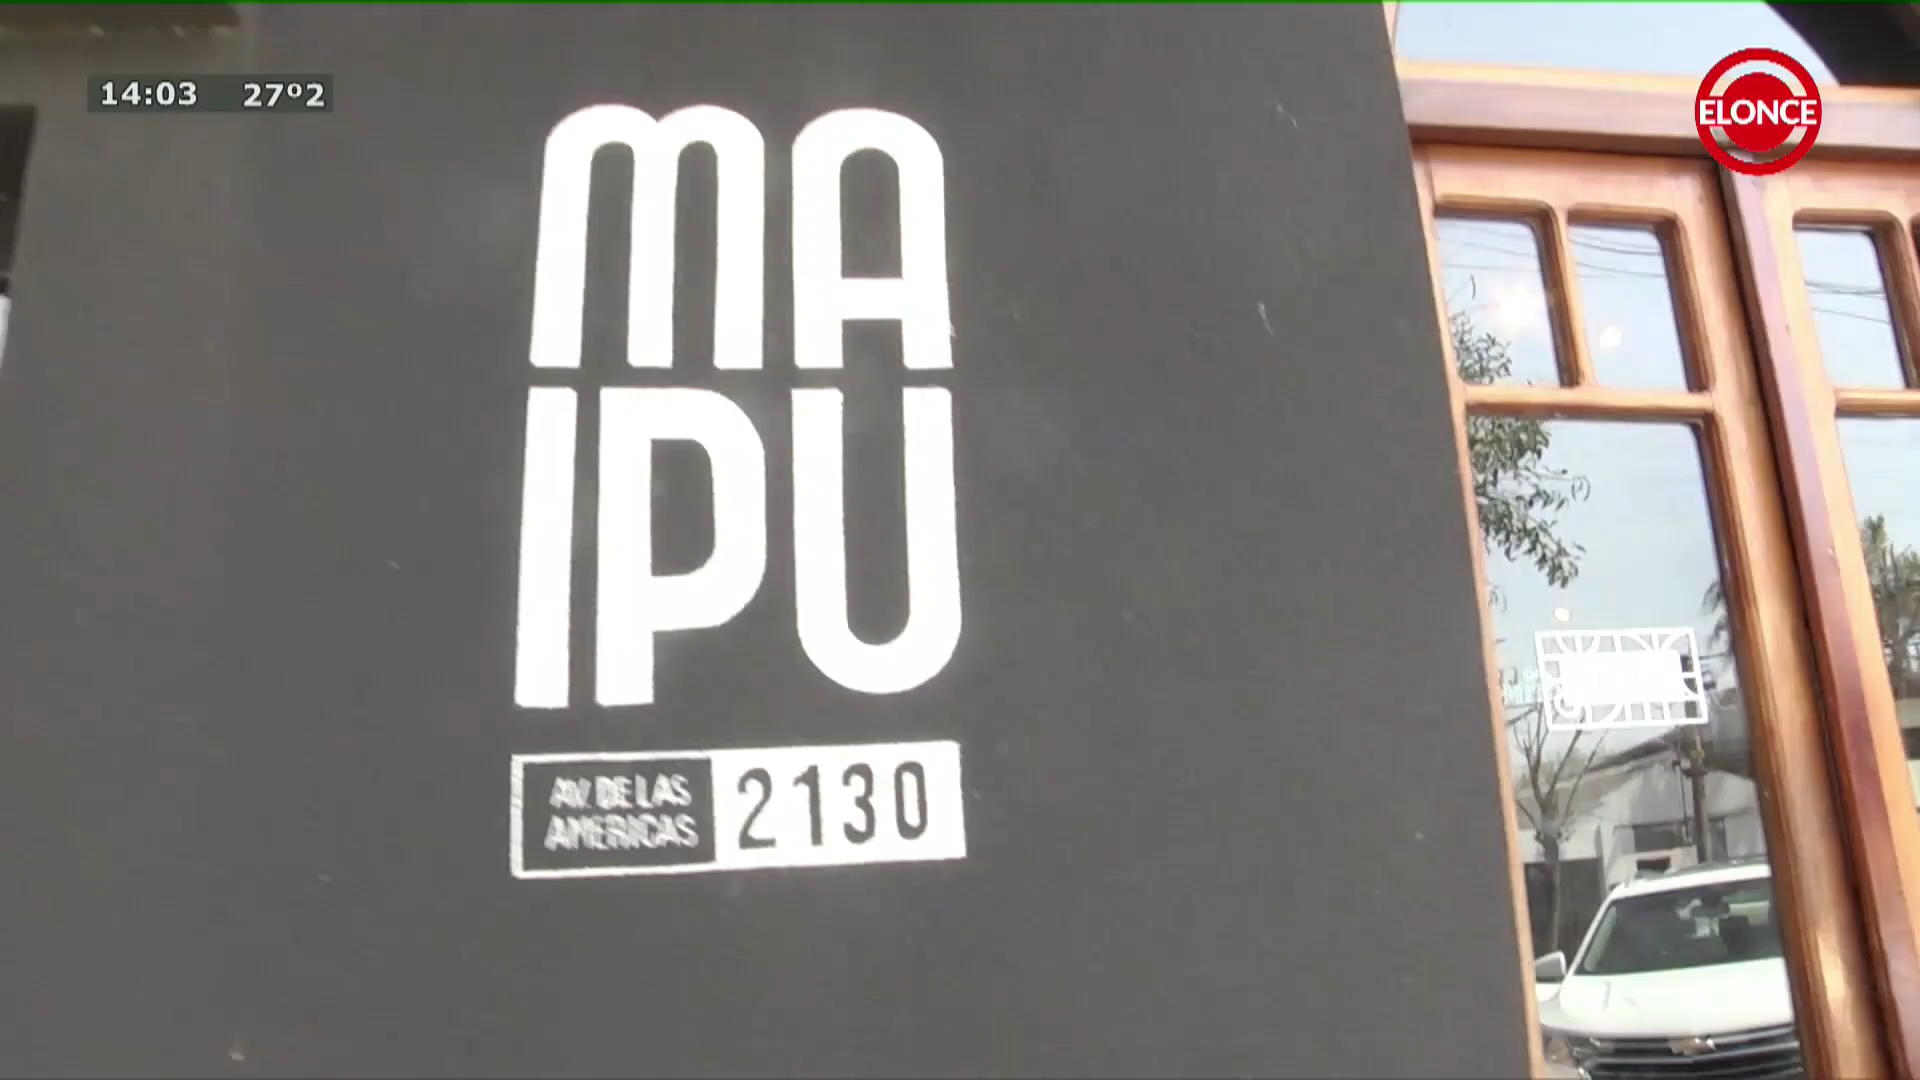 14:03 27º2
ELONCE
MA
IPU
AV. DE LAS
AMERICAS
2130